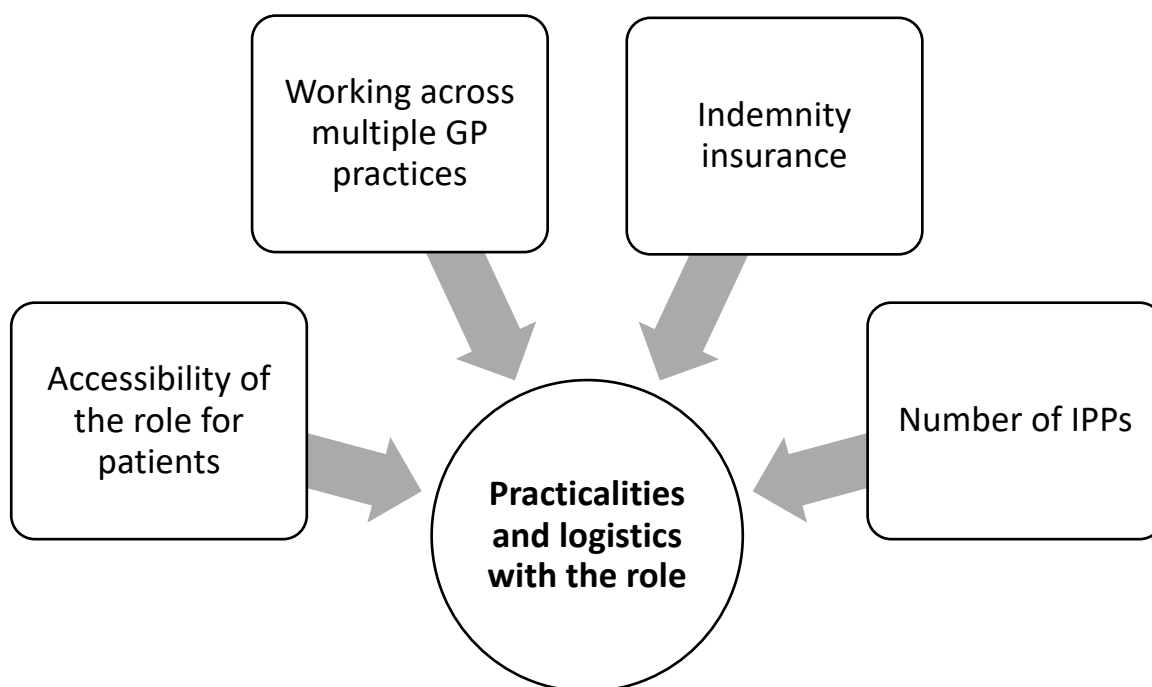 Working across
multiple GP
practices
Indemnity
insurance
Accessibility of
the role for
patients
Number of IPPs
Practicalities
and logistics
with the role